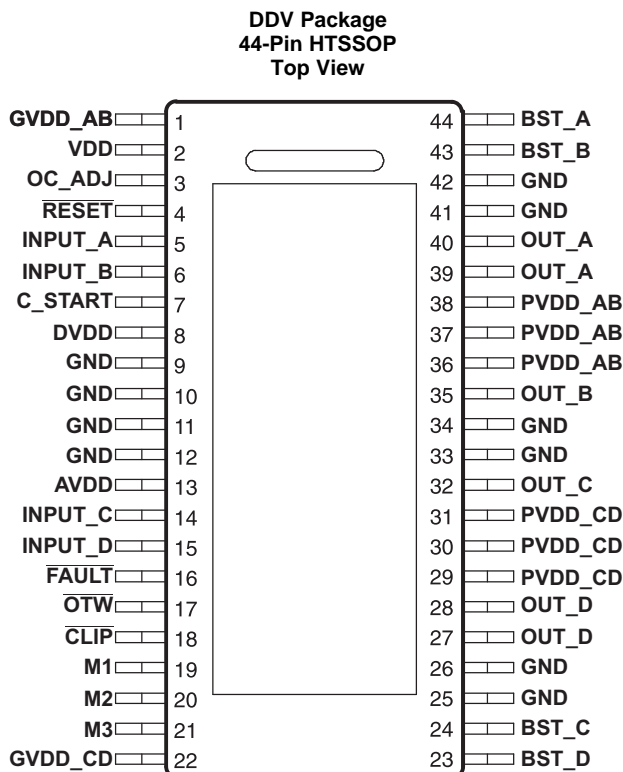 DDV Package
44-Pin HTSSOP
Top View
GVDD_AB 1 44 BST_A
VDD 2 43 BST_B
OC_ADJ 3 42 GND
RESET 4 41 GND
INPUT_A 5 40 OUT_A
INPUT_B 6 39 OUT_A
C_START 7 38 PVDD_AB
DVDD 8 37 PVDD_AB
GND 9 36 PVDD_AB
GND 10 35 OUT_B
GND 11 34 GND
GND 12 33 GND
AVDD 13 32 OUT_C
INPUT_C 14 31 PVDD_CD
INPUT_D 15 30 PVDD_CD
FAULT 16 29 PVDD_CD
OTW 17 28 OUT_D
CLIP 18 27 OUT_D
M1 19 26 GND
M2 20 25 GND
M3 21 24 BST_C
GVDD_CD 22 23 BST_D